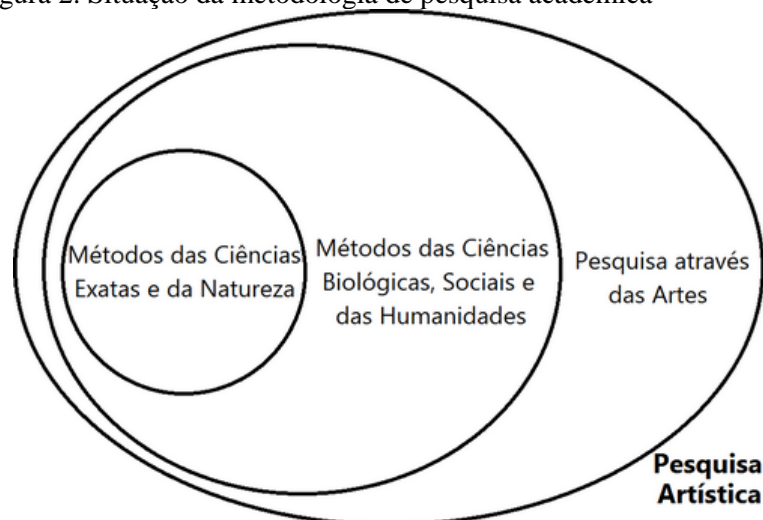 gura 2. Situação da metodologia de pesquisa acadêmica
Métodos das Ciências
Exatas e da Natureza
Métodos das Ciências
Biológicas, Sociais e
das Humanidades
Pesquisa através
das Artes
Pesquisa
Artística